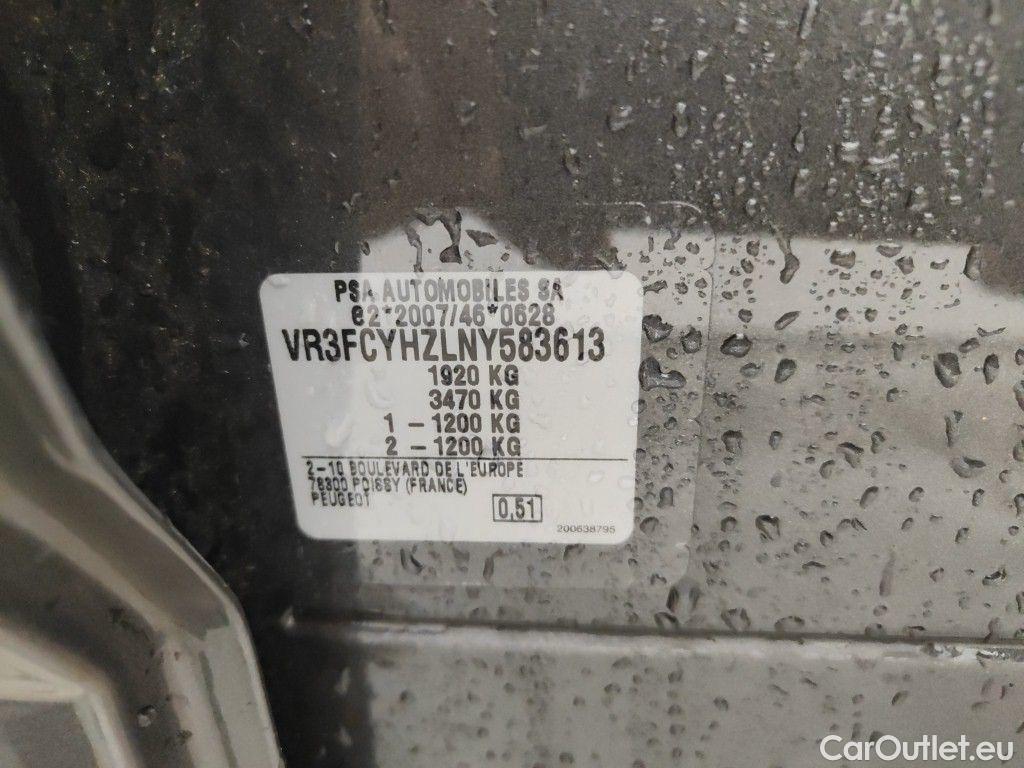 PSA AUTOMOBILES SA
e2*2007/46*0628
VR3FCYHZLNY583613
1920 KG
3470 KG
1 - 1200 KG
2 - 1200 KG
2-10 BOULEVARD DE L'EUROPE
78300 POISSY (FRANCE)
PEUGEOT
0,51
200638795
CarOutlet.eu